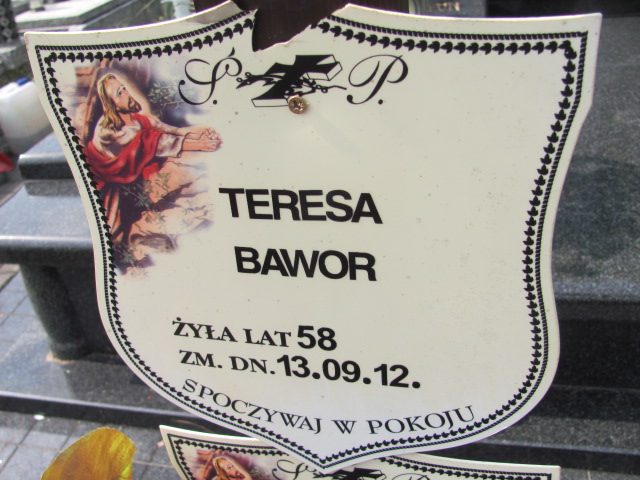 Ś. P.
TERESA
BAWOR
ŻYŁA LAT 58
ZM. DN. 13.09.12.
SPOCZYWAJ W POKOJU
Ś. P.